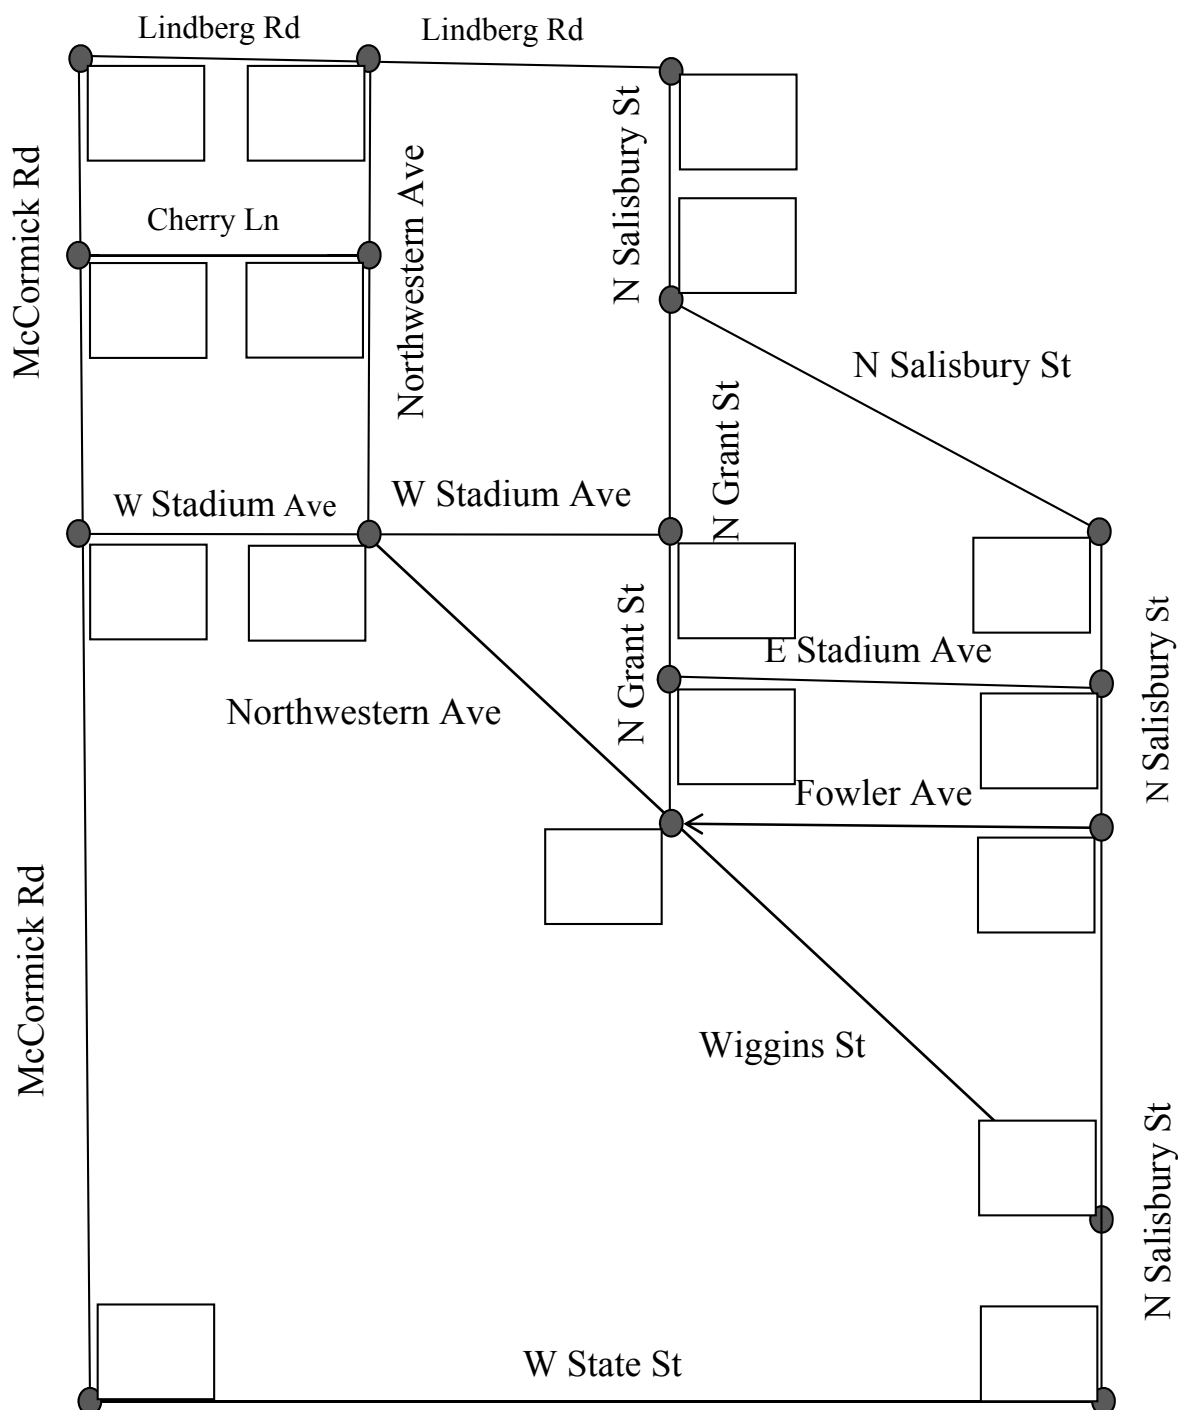 Lindberg Rd
Lindberg Rd
N Salisbury St
McCormick Rd
Northwestern Ave
Cherry Ln
N Salisbury St
N Grant St
W Stadium Ave
W Stadium Ave
N Grant St
E Stadium Ave
N Salisbury St
Northwestern Ave
Fowler Ave
McCormick Rd
Wiggins St
N Salisbury St
W State St